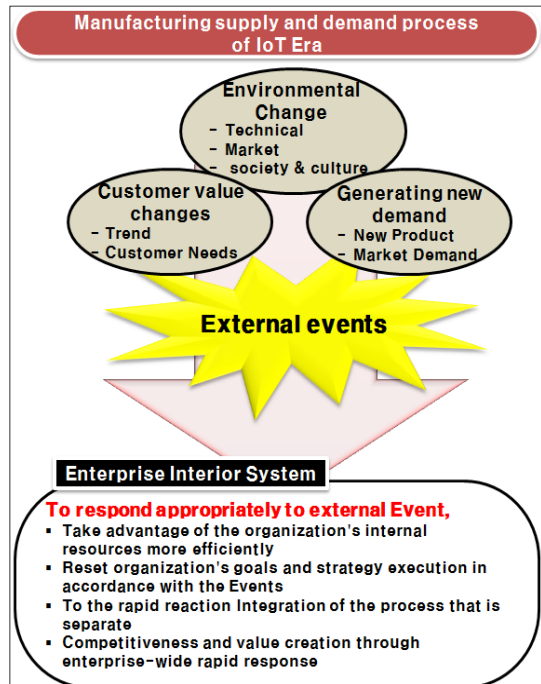 Manufacturing supply and demand process
of IoT Era
Environmental
Change
- Technical
- Market
- society & culture
Customer value
changes
- Trend
- Customer Needs
Generating new
demand
- New Product
- Market Demand
External events
Enterprise Interior System
To respond appropriately to external Event,
▪ Take advantage of the organization's internal
resources more efficiently
▪ Reset organization's goals and strategy execution in
accordance with the Events
▪ To the rapid reaction Integration of the process that is
separate
▪ Competitiveness and value creation through
enterprise-wide rapid response